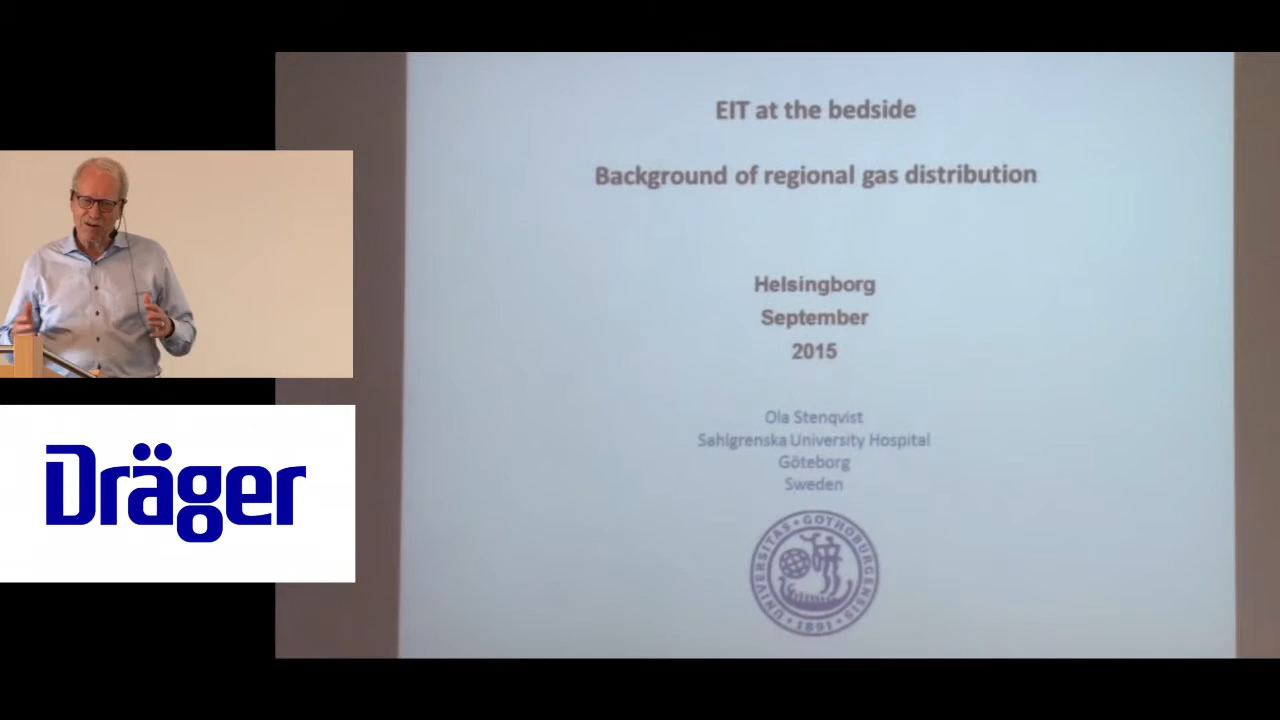 EIT at the bedside
Background of regional gas distribution
Helsingborg
September
2015
Ola Stenqvist
Sahlgrenska University Hospital
Göteborg
Sweden
UNIVERSITAS • GOTHOBURGENSIS
• 1891 •
Dräger